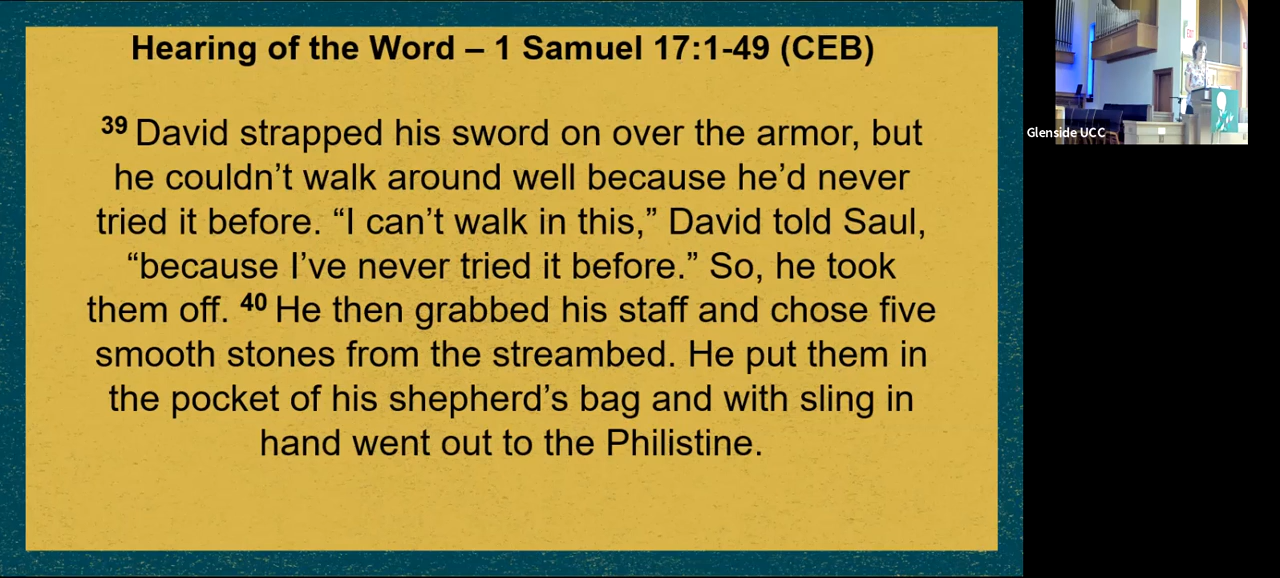 Hearing of the Word – 1 Samuel 17:1-49 (CEB)
39 David strapped his sword on over the armor, but
he couldn’t walk around well because he’d never
tried it before. “I can’t walk in this,” David told Saul,
“because I’ve never tried it before.” So, he took
them off. 40 He then grabbed his staff and chose five
smooth stones from the streambed. He put them in
the pocket of his shepherd’s bag and with sling in
hand went out to the Philistine.
Glenside UCC